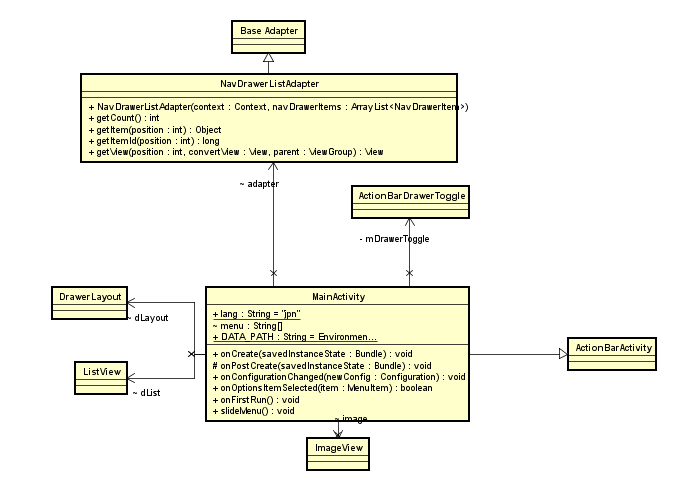 Base Adapter
NavDrawerListAdapter
+ NavDrawerListAdapter(context : Context, navDrawerItems : ArrayList<NavDrawerItem>)
+ getCount() : int
+ getItem(position : int) : Object
+ getItemId(position : int) : long
+ getView(position : int, convertView : View, parent : ViewGroup) : View
~ adapter
ActionBarDrawerToggle
- mDrawerToggle
DrawerLayout
~ dLayout
MainActivity
+ lang : String = "jpn"
~ menu : String[]
+ DATA_PATH : String = Environmen...
+ onCreate(savedInstanceState : Bundle) : void
# onPostCreate(savedInstanceState : Bundle) : void
+ onConfigurationChanged(newConfig : Configuration) : void
+ onOptionsItemSelected(item : MenuItem) : boolean
+ onFirstRun() : void
+ slideMenu() : void
ActionBarActivity
ListView
~ dList
~ image
ImageView